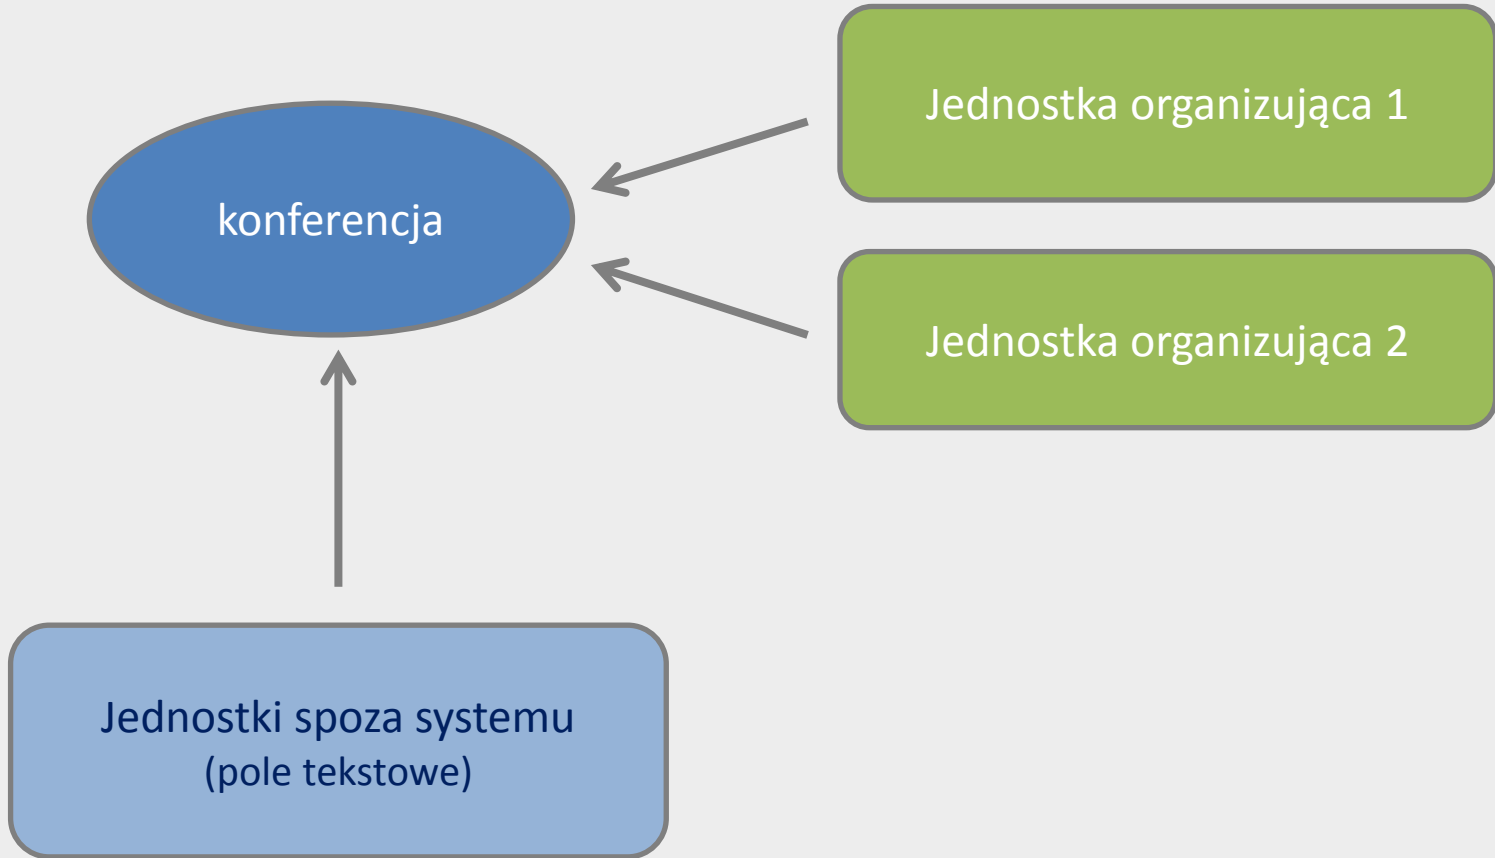 Jednostka organizująca 1
konferencja
Jednostka organizująca 2
Jednostki spoza systemu
(pole tekstowe)